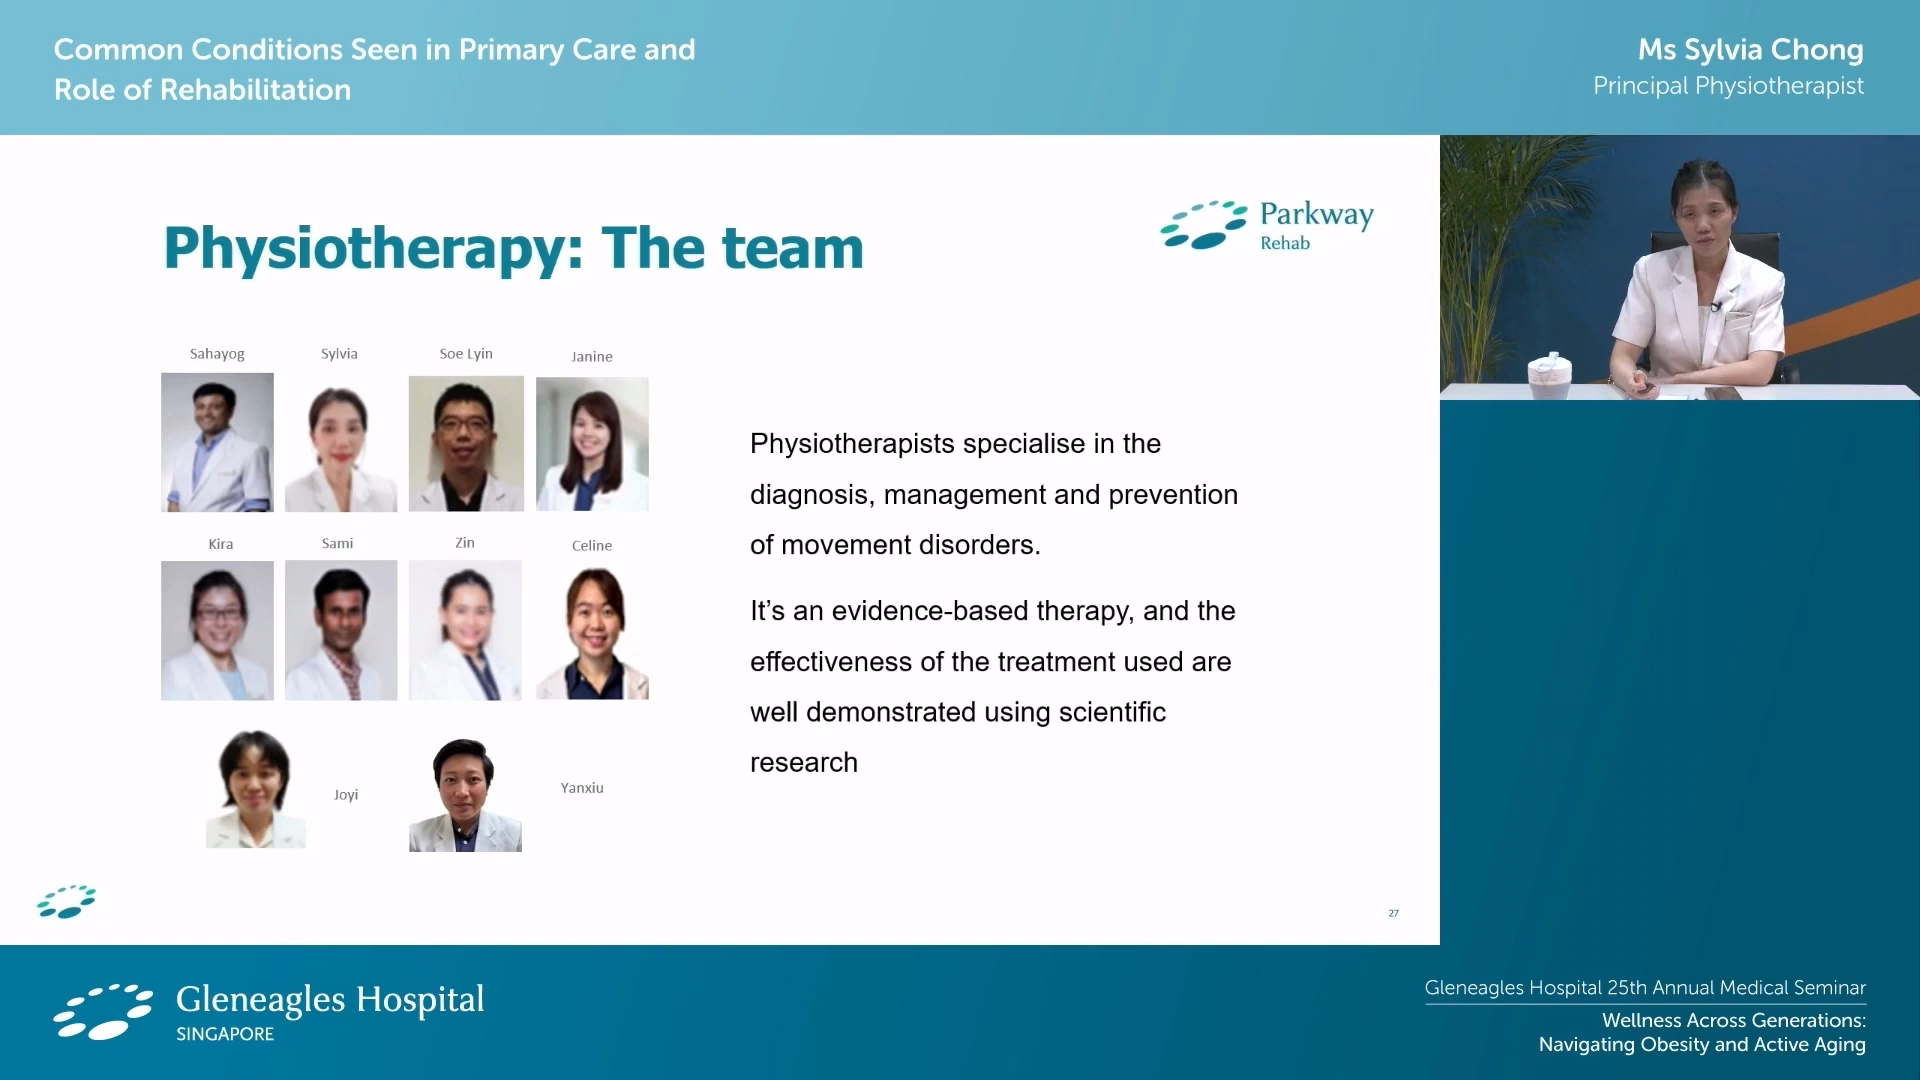 Common Conditions Seen in Primary Care and
Role of Rehabilitation
Ms Sylvia Chong
Principal Physiotherapist
Physiotherapy: The team
Parkway
Rehab
Sahayog Sylvia Soe Lyin Janine
Kira Sami Zin Celine
Joyi Yanxiu
Physiotherapists specialise in the
diagnosis, management and prevention
of movement disorders.
It’s an evidence-based therapy, and the
effectiveness of the treatment used are
well demonstrated using scientific
research
27
Gleneagles Hospital
SINGAPORE
Gleneagles Hospital 25th Annual Medical Seminar
Wellness Across Generations:
Navigating Obesity and Active Aging